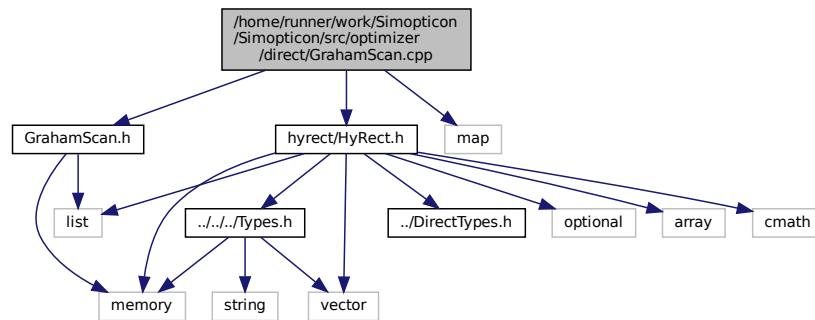 /home/runner/work/Simopticon
/Simopticon/src/optimizer
/direct/GrahamScan.cpp
GrahamScan.h
hyrect/HyRect.h
map
list
../../../Types.h
../DirectTypes.h
optional
array
cmath
memory
string
vector